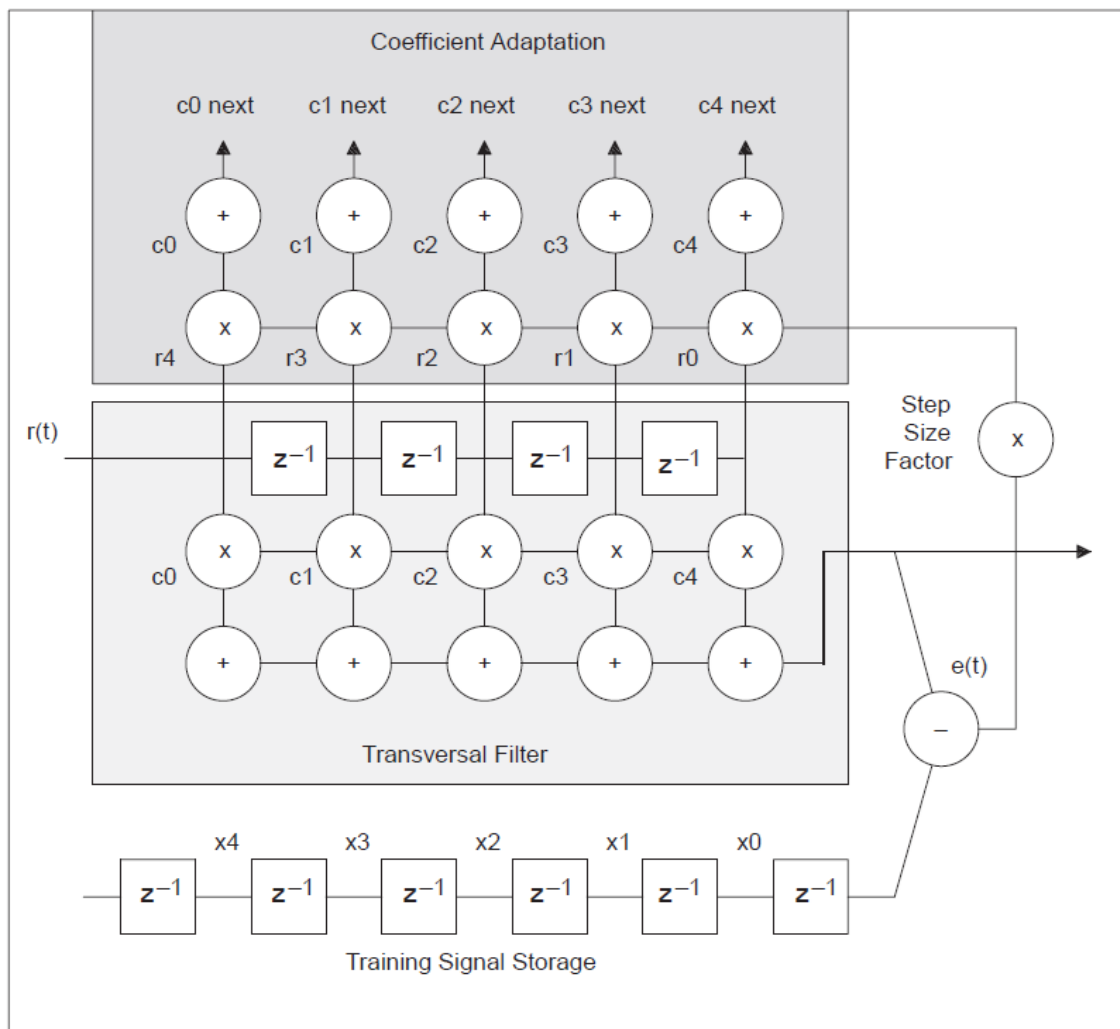 Coefficient Adaptation
c0 next c1 next c2 next c3 next c4 next
+ + + + +
c0 c1 c2 c3 c4
x x x x x
r4 r3 r2 r1 r0
Step
Size
Factor
x
r(t)
z⁻¹ z⁻¹ z⁻¹ z⁻¹
x x x x x
c0 c1 c2 c3 c4
+ + + + +
e(t)
–
Transversal Filter
x4 x3 x2 x1 x0
z⁻¹ z⁻¹ z⁻¹ z⁻¹ z⁻¹ z⁻¹
Training Signal Storage